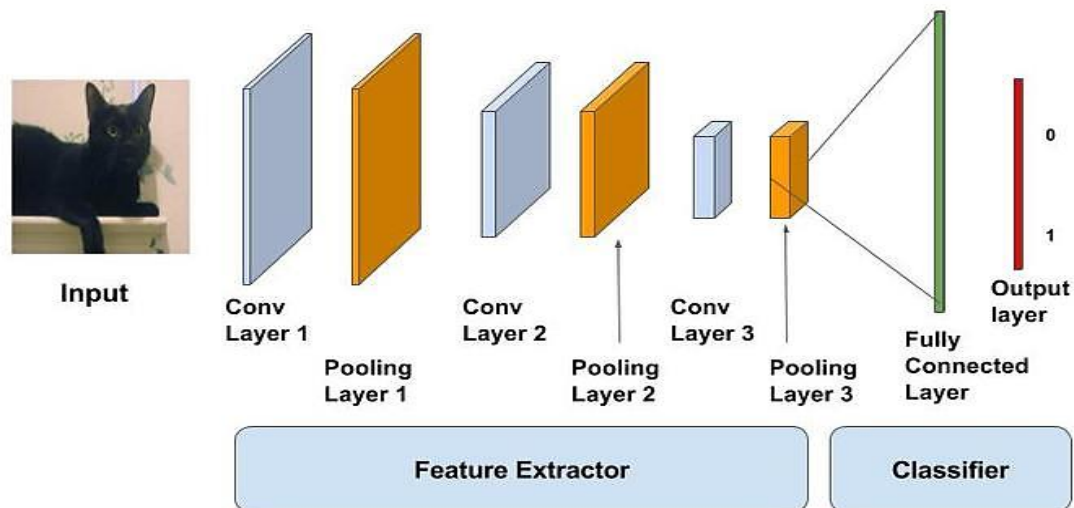 Input
Conv
Layer 1
Pooling
Layer 1
Conv
Layer 2
Pooling
Layer 2
Conv
Layer 3
Pooling
Layer 3
Fully
Connected
Layer
0
1
Output
layer
Feature Extractor
Classifier